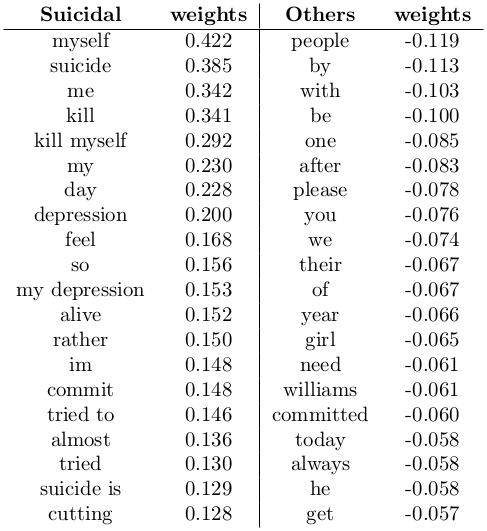 Suicidal weights Others weights
myself 0.422 people -0.119
suicide 0.385 by -0.113
me 0.342 with -0.103
kill 0.341 be -0.100
kill myself 0.292 one -0.085
my 0.230 after -0.083
day 0.228 please -0.078
depression 0.200 you -0.076
feel 0.168 we -0.074
so 0.156 their -0.067
my depression 0.153 of -0.067
alive 0.152 year -0.066
rather 0.150 girl -0.065
im 0.148 need -0.061
commit 0.148 williams -0.061
tried to 0.146 committed -0.060
almost 0.136 today -0.058
tried 0.130 always -0.058
suicide is 0.129 he -0.058
cutting 0.128 get -0.057